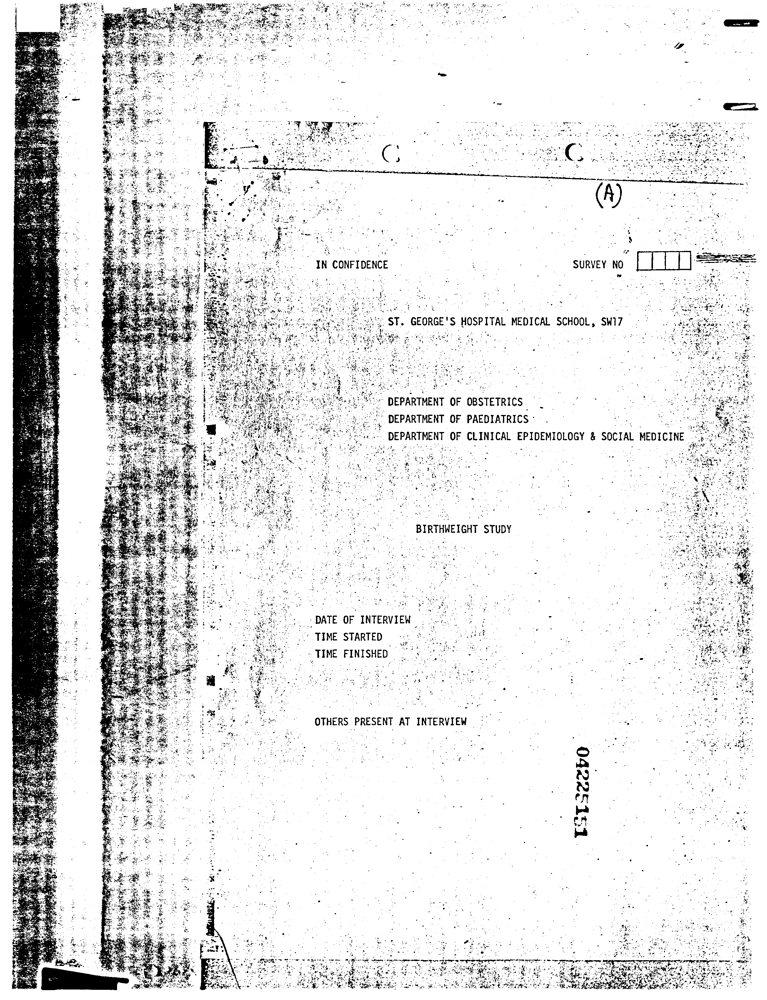 (A)
IN CONFIDENCE SURVEY NO
ST. GEORGE'S HOSPITAL MEDICAL SCHOOL, SW17
DEPARTMENT OF OBSTETRICS
DEPARTMENT OF PAEDIATRICS
DEPARTMENT OF CLINICAL EPIDEMIOLOGY & SOCIAL MEDICINE
BIRTHWEIGHT STUDY
DATE OF INTERVIEW
TIME STARTED
TIME FINISHED
OTHERS PRESENT AT INTERVIEW
04225151